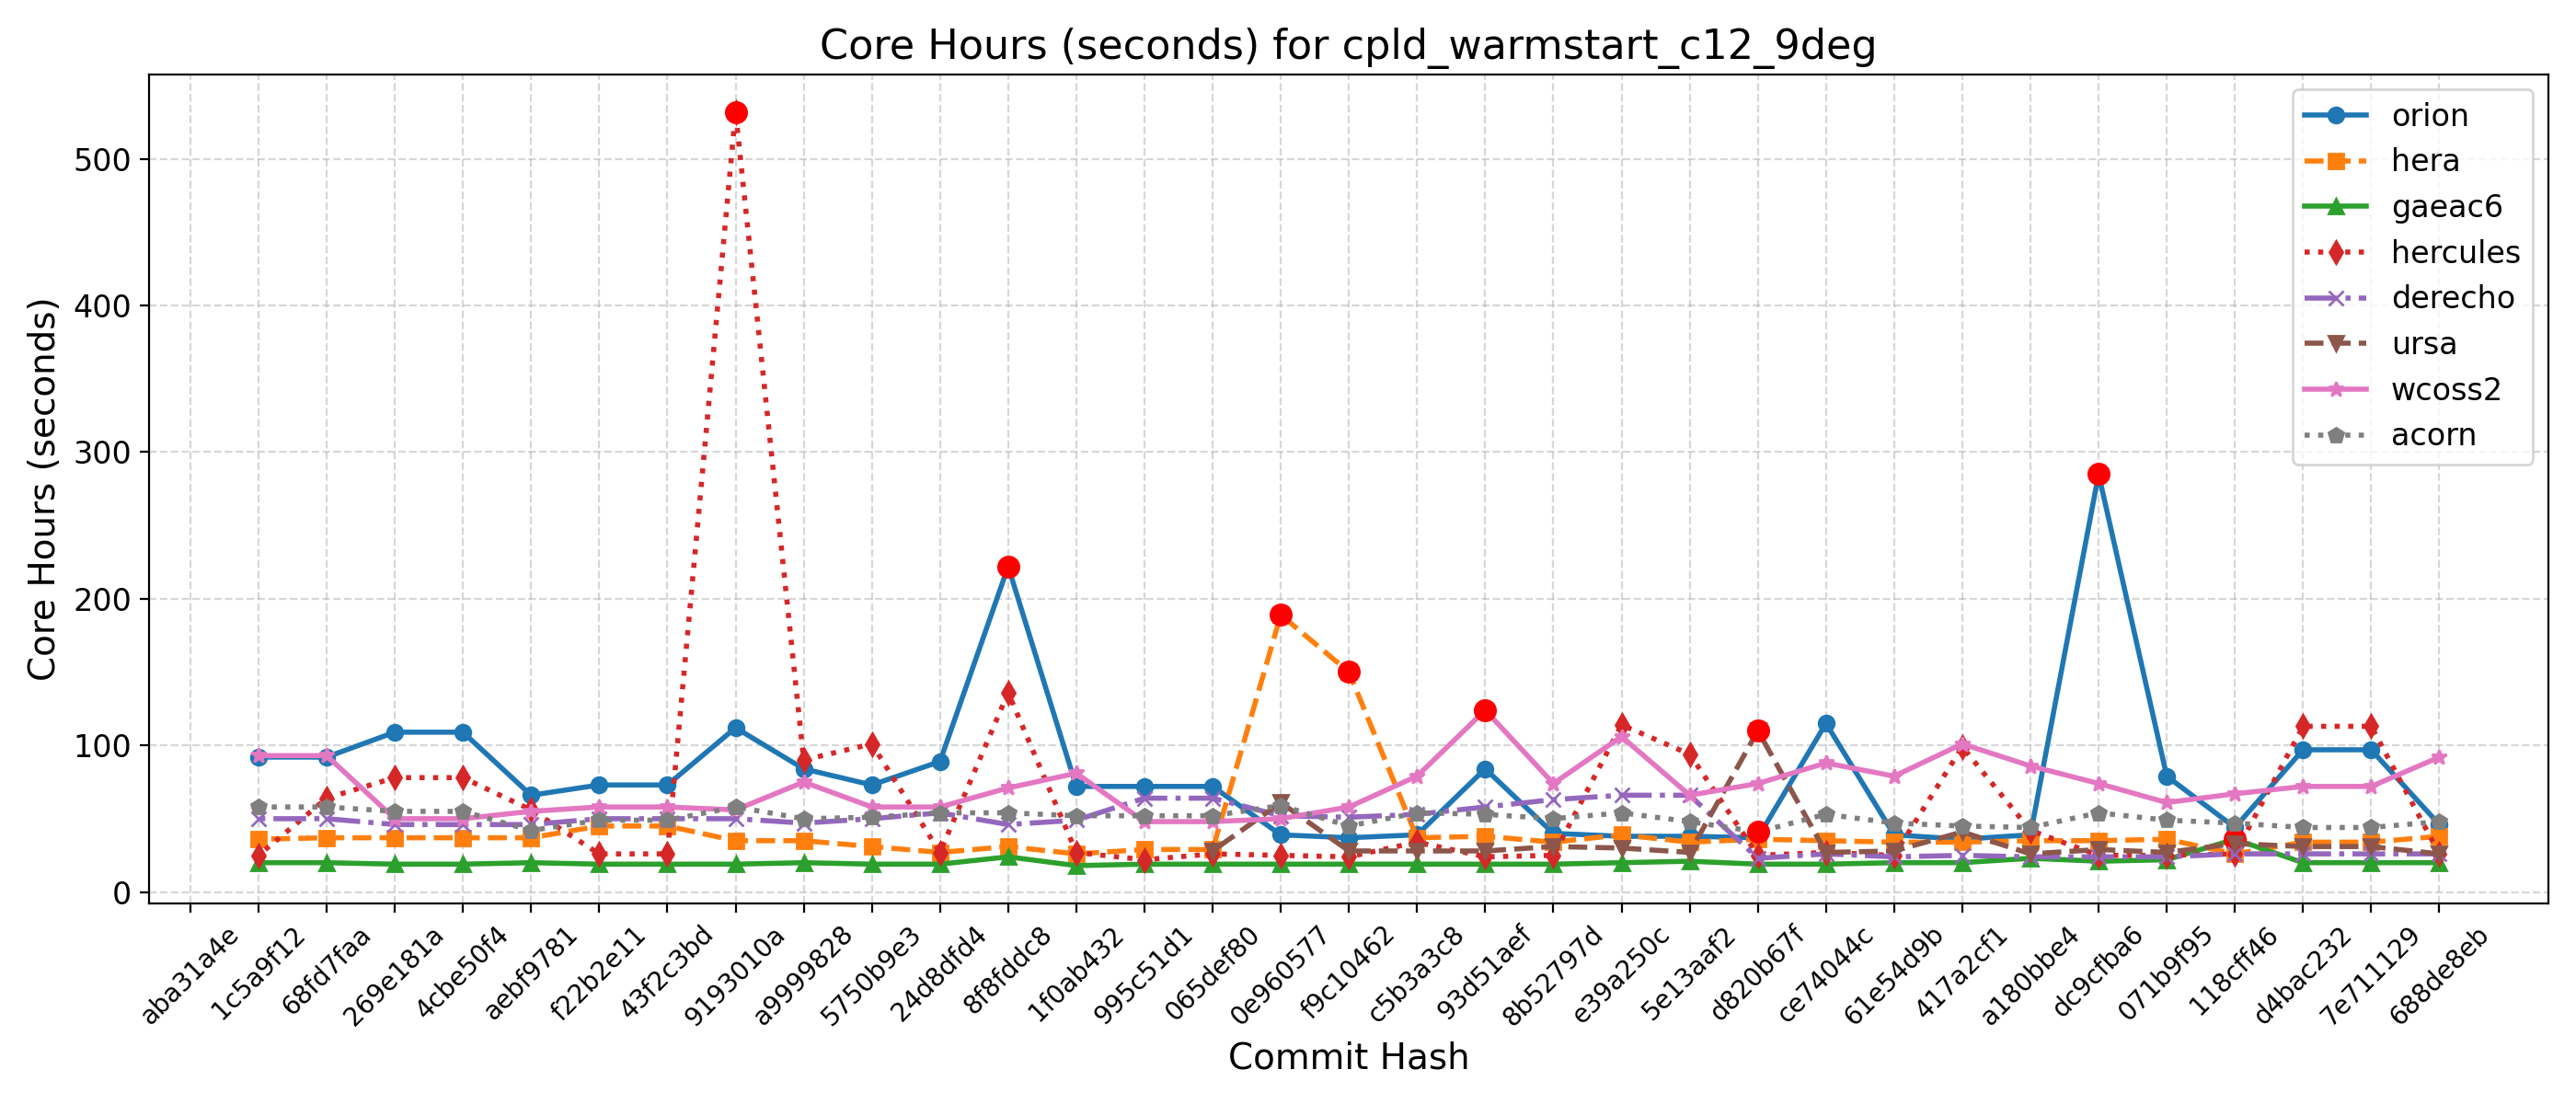 Core Hours (seconds) for cpld_warmstart_c12_9deg
Core Hours (seconds)
500
400
300
200
100
0
orion
hera
gaeac6
hercules
derecho
ursa
wcoss2
acorn
aba31a4e
1c5a9f12
68fd7faa
269e181a
4cbe50f4
aebf9781
f22b2e11
43f2c3bd
9193010a
a9999828
5750b9e3
24d8dfd4
8f8fddc8
1f0ab432
995c51d1
065def80
0e960577
f9c10462
c5b3a3c8
93d51aef
8b52797d
e39a250c
5e13aaf2
d820b67f
ce74044c
61e54d9b
417a2cf1
a180bbe4
dc9cfba6
071b9f95
118cff46
d4bac232
7e711129
688de8eb
Commit Hash